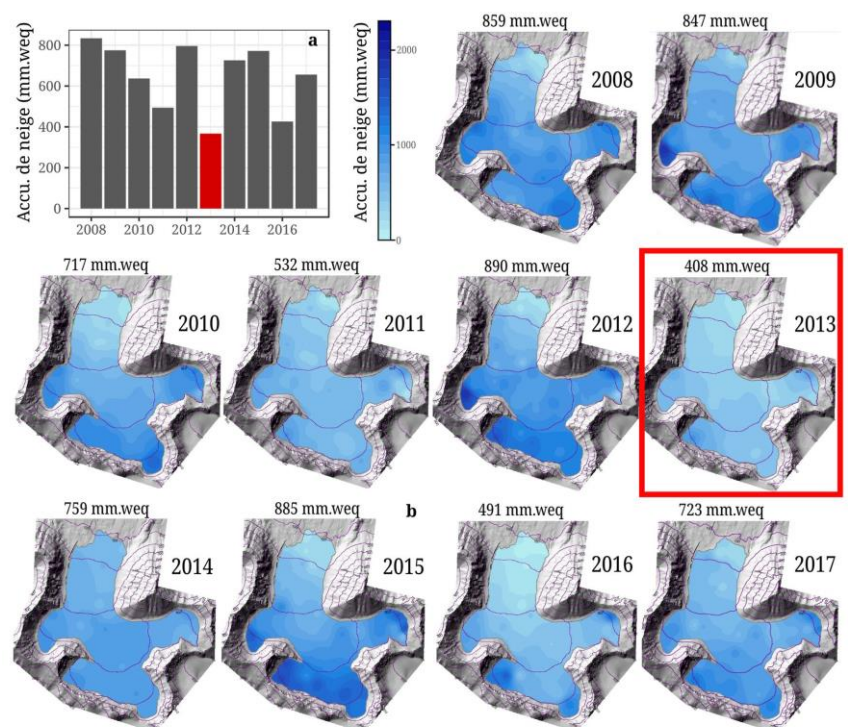 Accu. de neige (mm.weq)
800
600
400
200
0
2008
2010
2012
2014
2016
a
Accu. de neige (mm.weq)
2000
1000
0
859 mm.weq
2008
847 mm.weq
2009
717 mm.weq
2010
532 mm.weq
2011
890 mm.weq
2012
408 mm.weq
2013
759 mm.weq
2014
885 mm.weq
b
2015
491 mm.weq
2016
723 mm.weq
2017